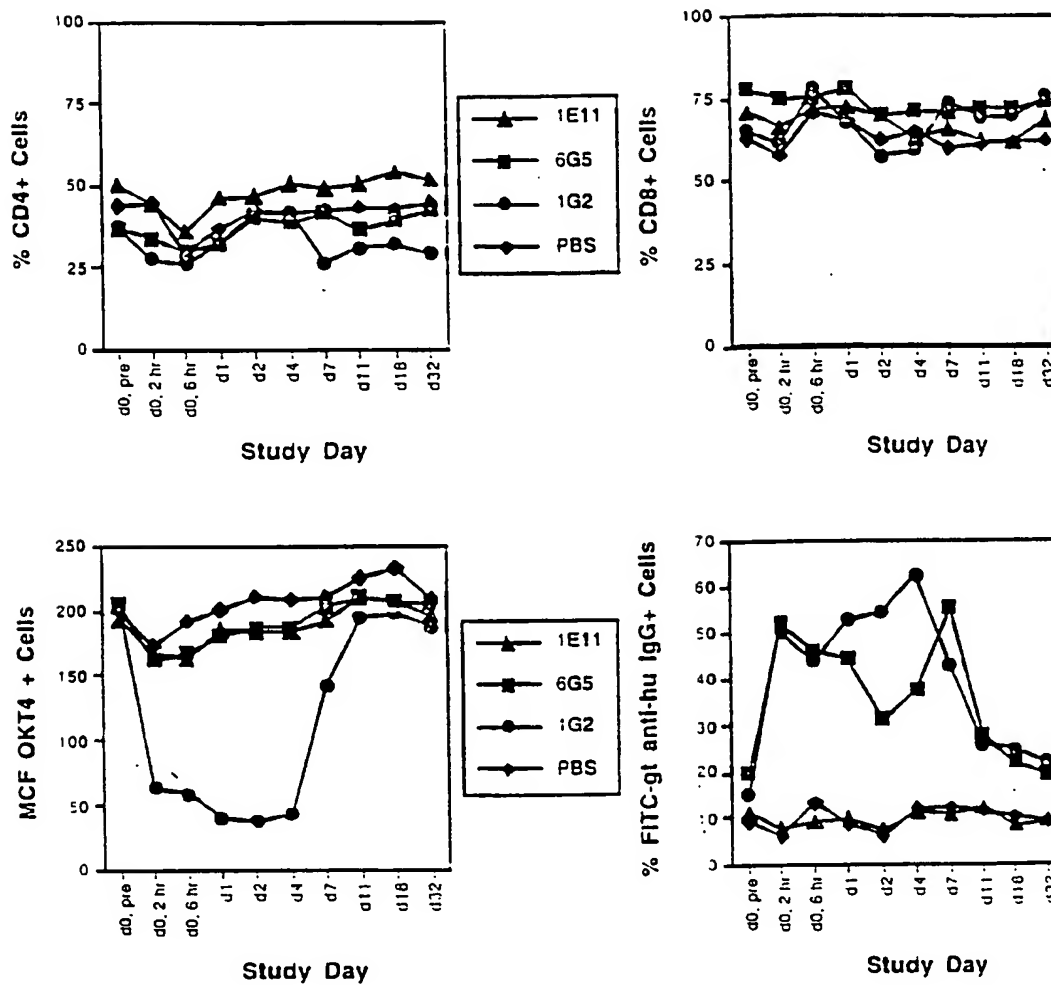 100
75
50
25
0
% CD4+ Cells
d0, pre
d0, 2 hr
d0, 6 hr
d1
d2
d4
d7
d11
d18
d32
Study Day
1E11
6G5
1G2
PBS
100
75
50
25
0
% CD8+ Cells
d0, pre
d0, 2 hr
d0, 6 hr
d1
d2
d4
d7
d11
d18
d32
Study Day
250
200
150
100
50
0
MCF OKT4 + Cells
d0, pre
d0, 2 hr
d0, 6 hr
d1
d2
d4
d7
d11
d18
d32
Study Day
1E11
6G5
1G2
PBS
70
60
50
40
30
20
10
0
% FITC-gt anti-hu IgG+ Cells
d0, pre
d0, 2 hr
d0, 6 hr
d1
d2
d4
d7
d11
d18
d32
Study Day